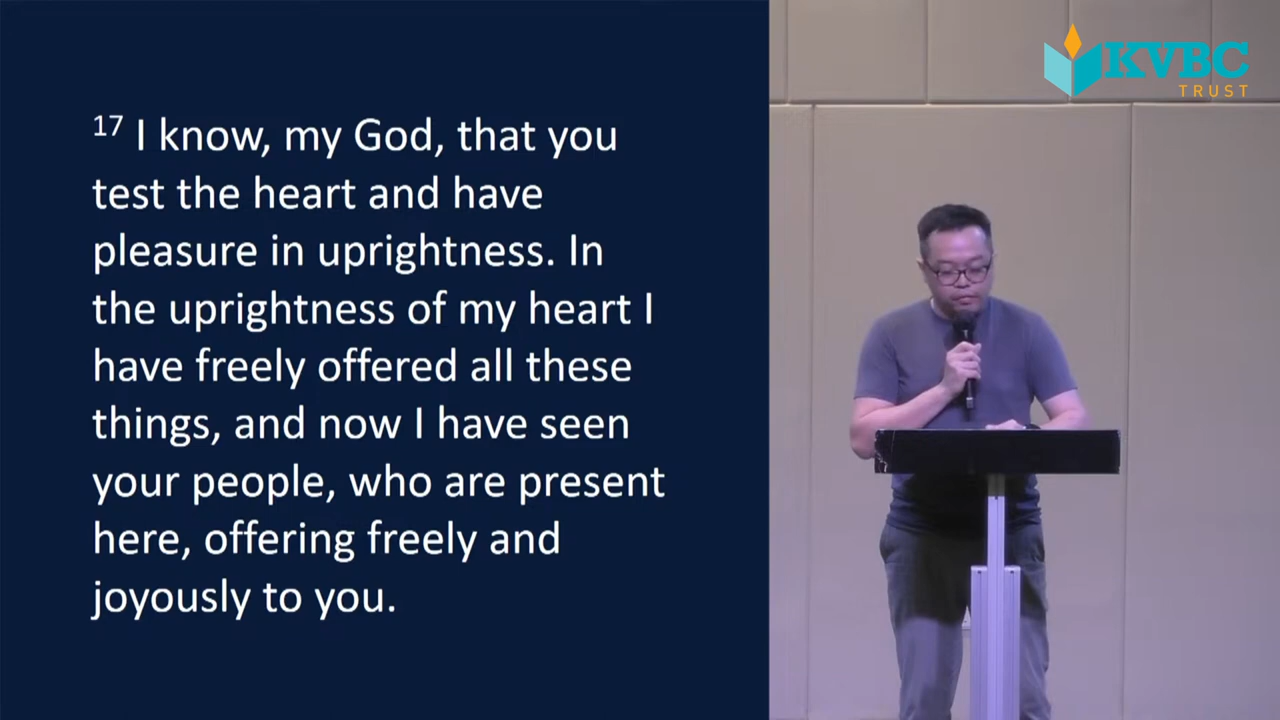 17 I know, my God, that you
test the heart and have
pleasure in uprightness. In
the uprightness of my heart I
have freely offered all these
things, and now I have seen
your people, who are present
here, offering freely and
joyously to you.
KVBC
TRUST